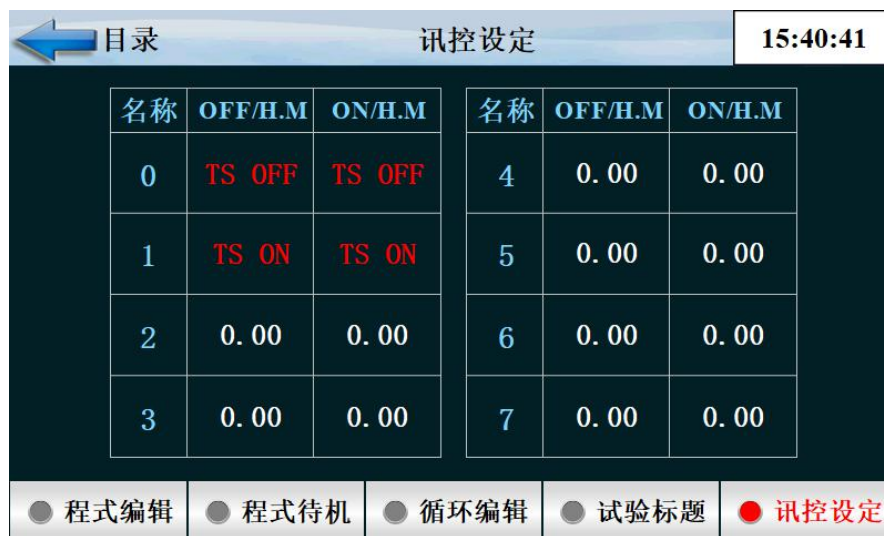 目录 讯控设定 15:40:41
名称 OFF/H.M ON/H.M 名称 OFF/H.M ON/H.M
0 TS OFF TS OFF 4 0.00 0.00
1 TS ON TS ON 5 0.00 0.00
2 0.00 0.00 6 0.00 0.00
3 0.00 0.00 7 0.00 0.00
程式编辑 程式待机 循环编辑 试验标题 讯控设定